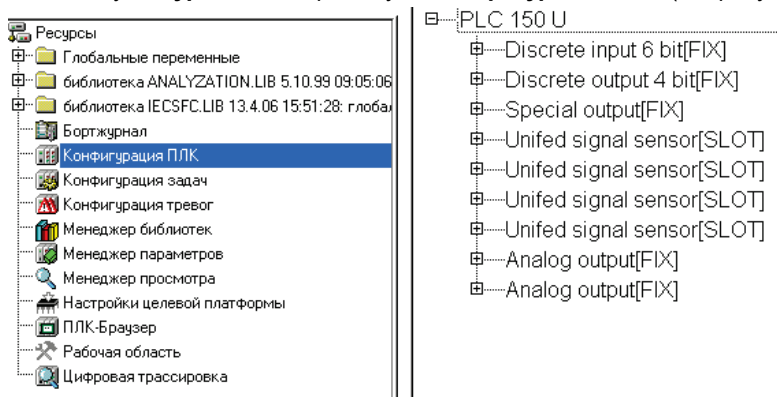 Ресурсы
Глобальные переменные
библиотека ANALYZATION.LIB 5.10.99 09:05:06
библиотека IECSFC.LIB 13.4.06 15:51:28: глоба
Бортжурнал
Конфигурация ПЛК
Конфигурация задач
Конфигурация тревог
Менеджер библиотек
Менеджер параметров
Менеджер просмотра
Настройки целевой платформы
ПЛК-Браузер
Рабочая область
Цифровая трассировка
PLC 150 U
Discrete input 6 bit[FIX]
Discrete output 4 bit[FIX]
Special output[FIX]
Unifed signal sensor[SLOT]
Unifed signal sensor[SLOT]
Unifed signal sensor[SLOT]
Unifed signal sensor[SLOT]
Analog output[FIX]
Analog output[FIX]